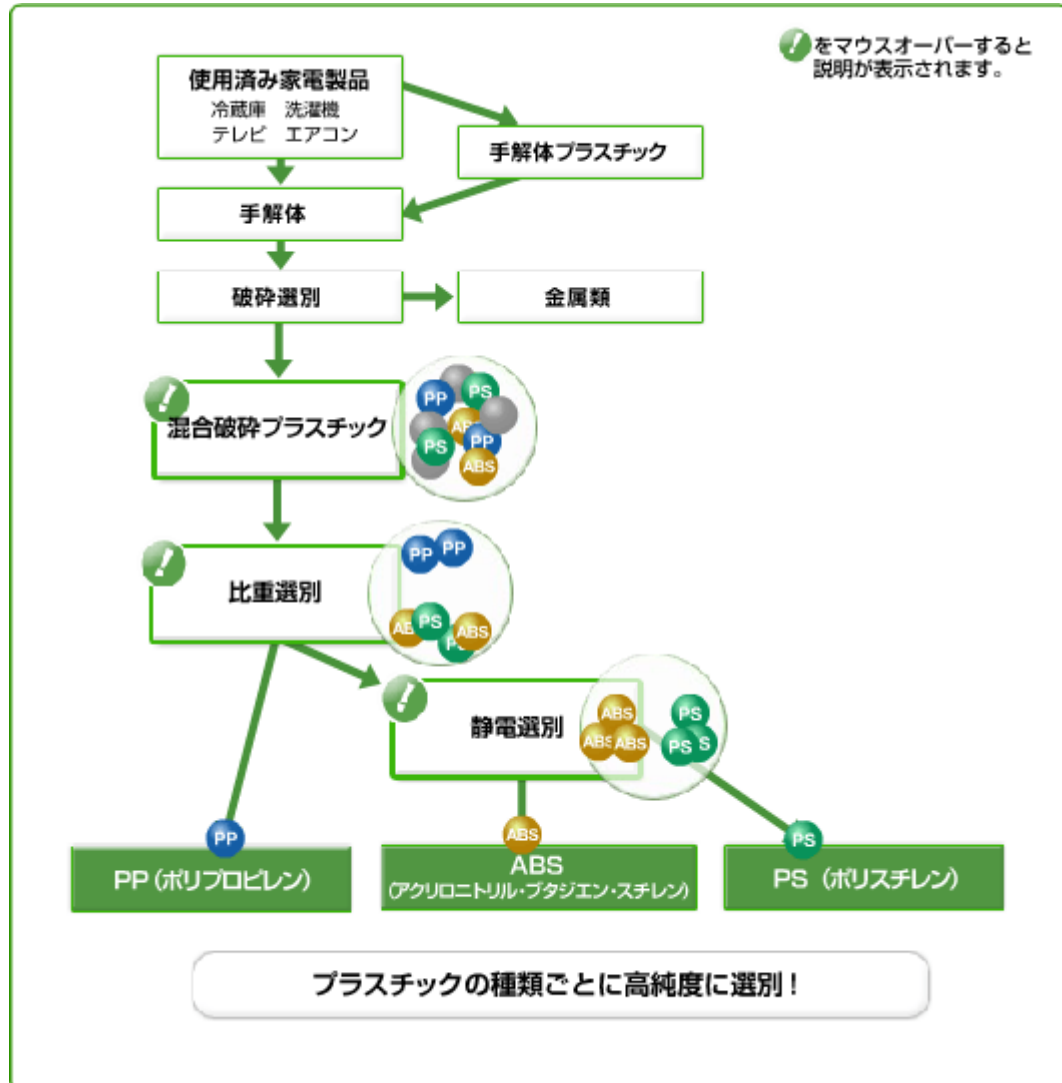 をマウスオーバーすると
説明が表示されます。
使用済み家電製品
冷蔵庫 洗濯機
テレビ エアコン
手解体プラスチック
手解体
破砕選別
金属類
混合破砕プラスチック
PP
PS
ABS
PP
PS
ABS
比重選別
PP
PP
ABS
PS
PS
ABS
静電選別
ABS
ABS
ABS
PS
PS
PS
PP
ABS
PS
PP（ポリプロピレン）
ABS
（アクリロニトリル・ブタジエン・スチレン）
PS （ポリスチレン）
プラスチックの種類ごとに高純度に選別！